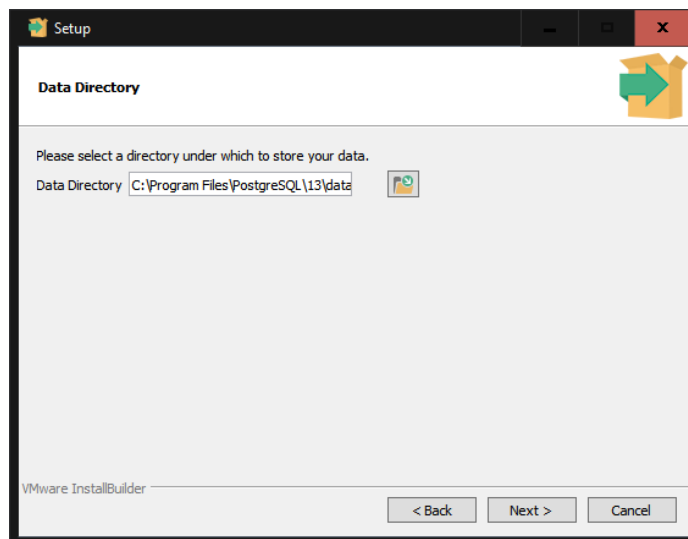 Setup
Data Directory
Please select a directory under which to store your data.
Data Directory C:\Program Files\PostgreSQL\13\data
VMware InstallBuilder
< Back Next > Cancel